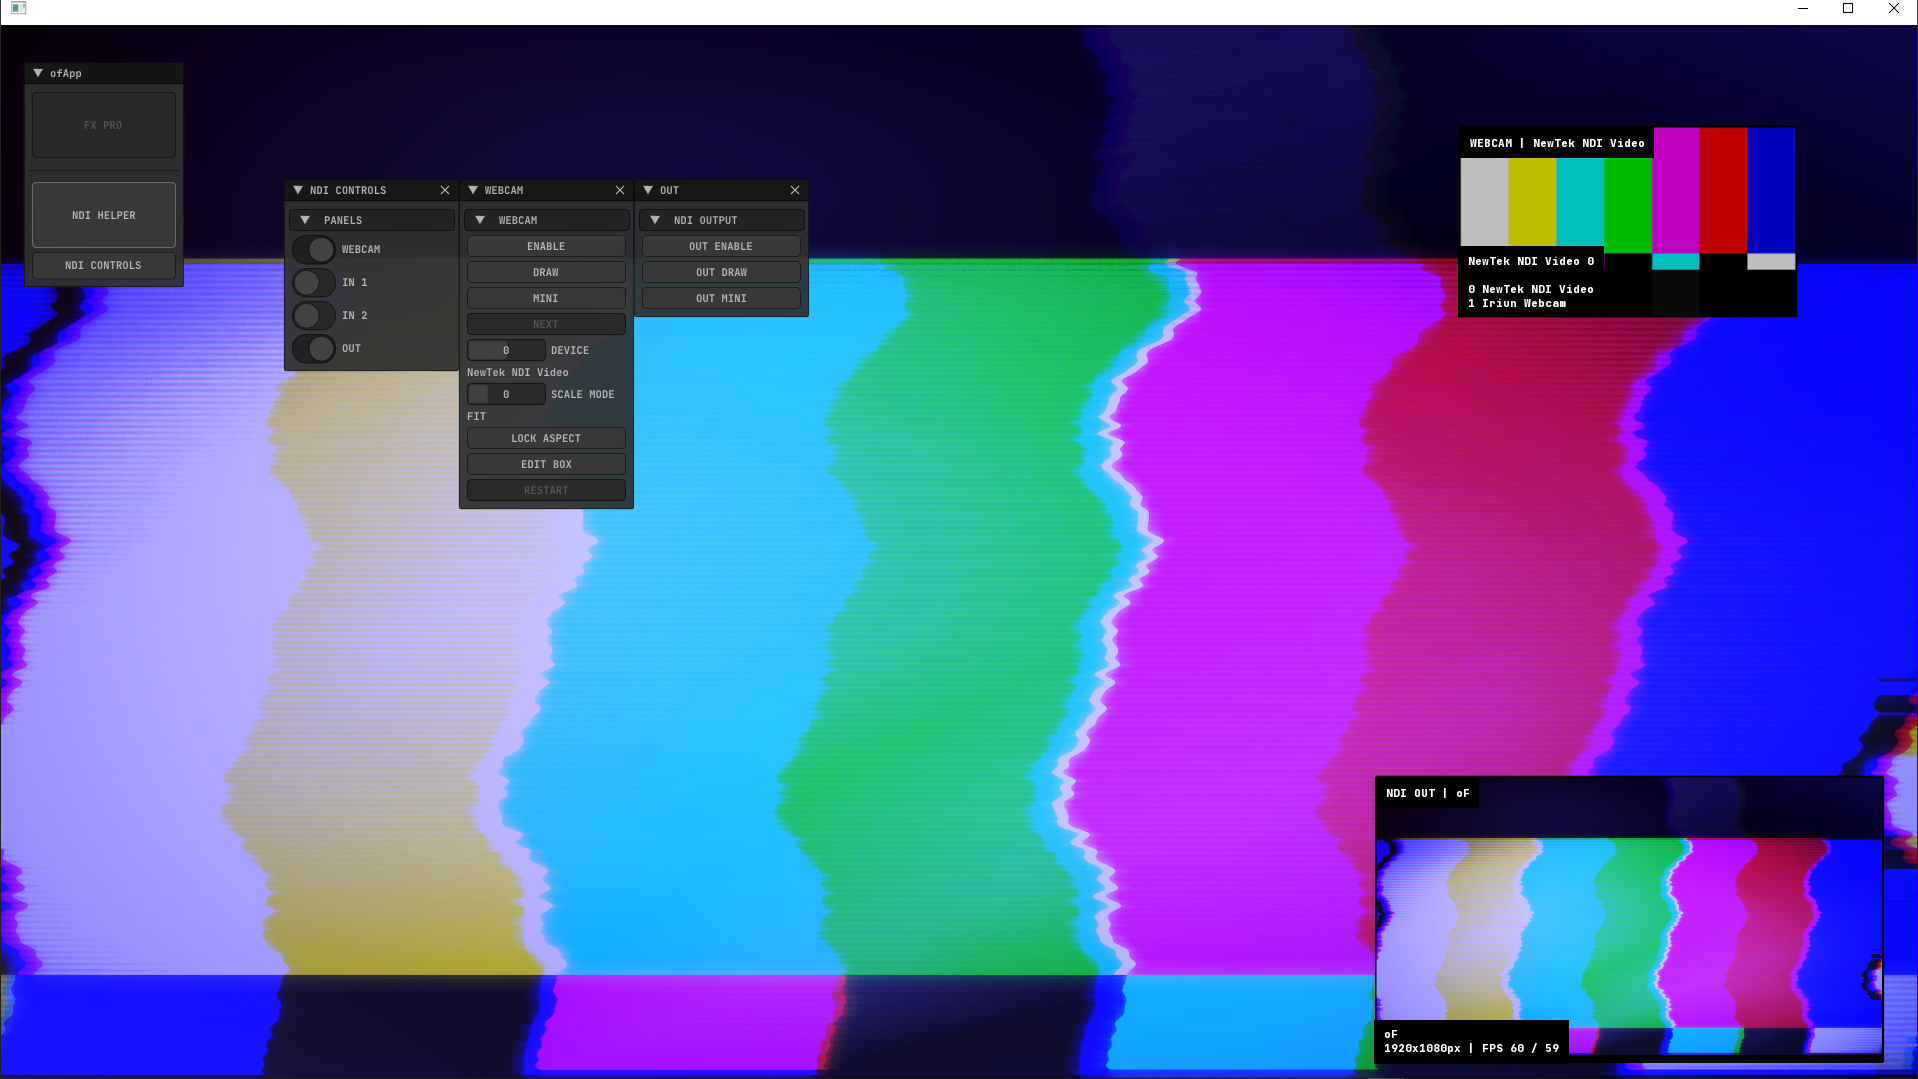 ofApp
FX PRO
NDI HELPER
NDI CONTROLS
NDI CONTROLS
PANELS
WEBCAM
IN 1
IN 2
OUT
WEBCAM
WEBCAM
ENABLE
DRAW
MINI
NEXT
0 DEVICE
NewTek NDI Video
0 SCALE MODE
FIT
LOCK ASPECT
EDIT BOX
RESTART
OUT
NDI OUTPUT
OUT ENABLE
OUT DRAW
OUT MINI
WEBCAM | NewTek NDI Video
NewTek NDI Video 0
0 NewTek NDI Video
1 Iriun Webcam
NDI OUT | oF
oF
1920x1080px | FPS 60 / 59